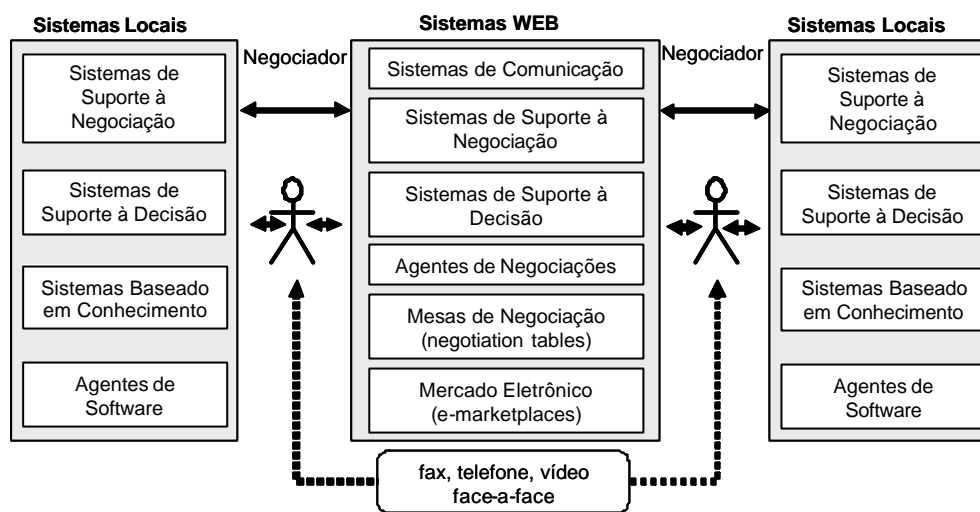 Sistemas Locais
Sistemas de
Suporte à
Negociação
Sistemas de
Suporte à Decisão
Sistemas Baseado
em Conhecimento
Agentes de
Software
Negociador
Sistemas WEB
Sistemas de Comunicação
Sistemas de Suporte à
Negociação
Sistemas de Suporte à
Decisão
Agentes de Negociações
Mesas de Negociação
(negotiation tables)
Mercado Eletrônico
(e-marketplaces)
fax, telefone, vídeo
face-a-face
Negociador
Sistemas Locais
Sistemas de
Suporte à
Negociação
Sistemas de
Suporte à Decisão
Sistemas Baseado
em Conhecimento
Agentes de
Software